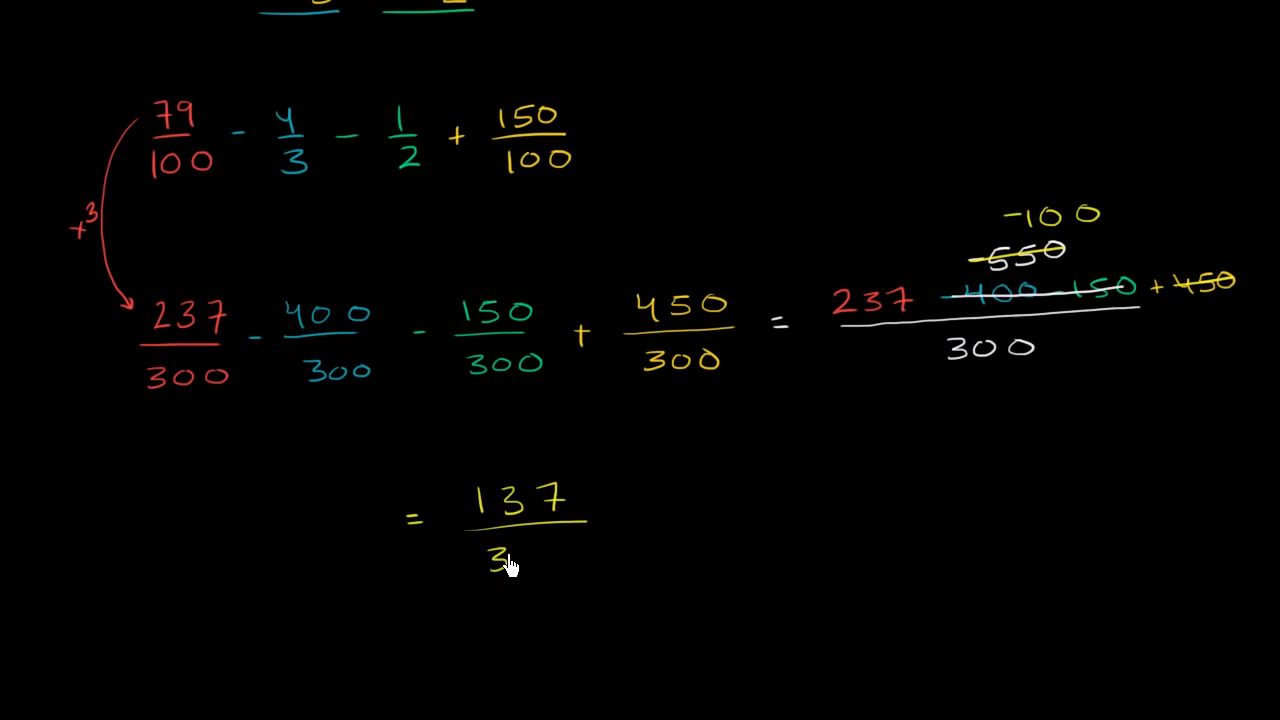 79/100 - 4/3 - 1/2 + 150/100
×3
-100
-550
237/300 - 400/300 - 150/300 + 450/300 = (237 - 400 - 150 + 450)/300
= 137/3